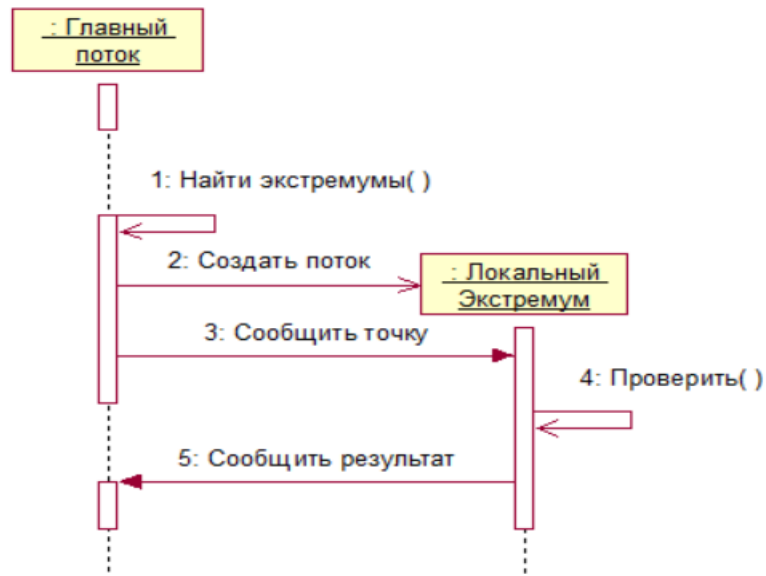 : Главный
поток
1: Найти экстремумы( )
2: Создать поток
: Локальный
Экстремум
3: Сообщить точку
4: Проверить( )
5: Сообщить результат